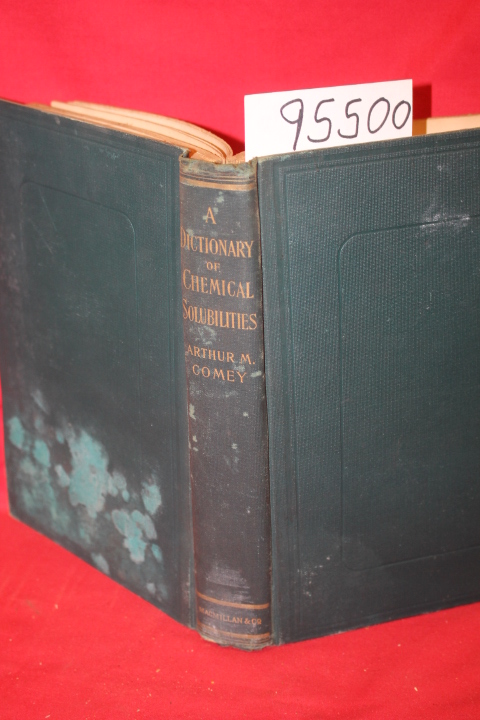 95500
A
DICTIONARY
OF
CHEMICAL
SOLUBILITIES
ARTHUR M.
COMEY
MACMILLAN & CO